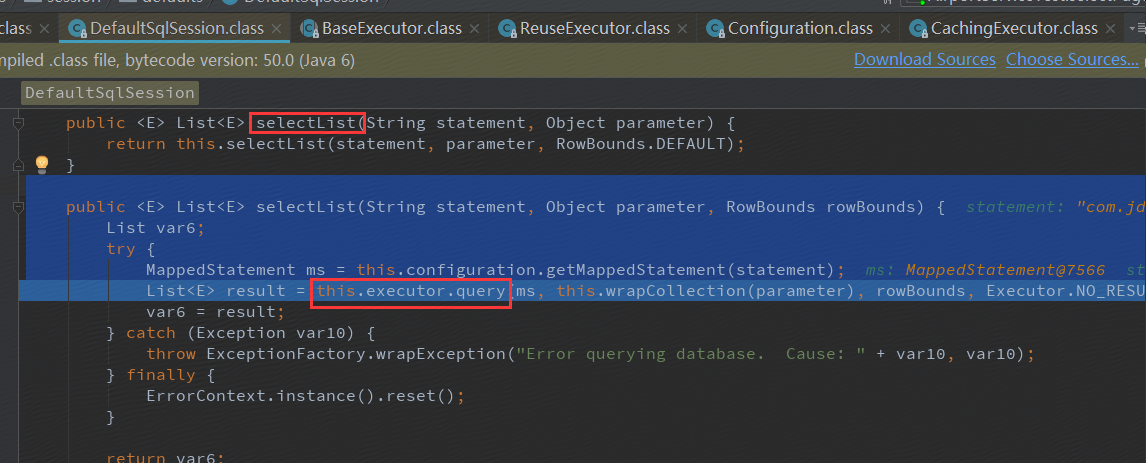 session defaults DefaultSqlSession
class DefaultSqlSession.class BaseExecutor.class ReuseExecutor.class Configuration.class CachingExecutor.class
mpiled .class file, bytecode version: 50.0 (Java 6) Download Sources Choose Sources...
DefaultSqlSession
public <E> List<E> selectList(String statement, Object parameter) {
return this.selectList(statement, parameter, RowBounds.DEFAULT);
}
public <E> List<E> selectList(String statement, Object parameter, RowBounds rowBounds) { statement: "com.jd
List var6;
try {
MappedStatement ms = this.configuration.getMappedStatement(statement); ms: MappedStatement@7566 st
List<E> result = this.executor.query(ms, this.wrapCollection(parameter), rowBounds, Executor.NO_RESU
var6 = result;
} catch (Exception var10) {
throw ExceptionFactory.wrapException("Error querying database.  Cause: " + var10, var10);
} finally {
ErrorContext.instance().reset();
}
return var6;